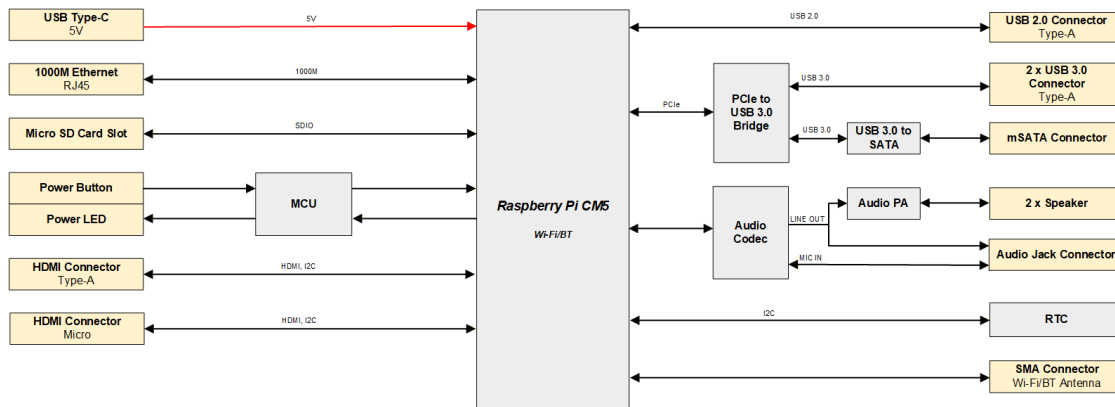 USB Type-C
5V
5V
1000M Ethernet
RJ45
1000M
Micro SD Card Slot
SDIO
Power Button
Power LED
MCU
HDMI Connector
Type-A
HDMI, I2C
HDMI Connector
Micro
HDMI, I2C
Raspberry Pi CM5
Wi-Fi/BT
USB 2.0
USB 2.0 Connector
Type-A
PCIe
PCIe to
USB 3.0
Bridge
USB 3.0
2 x USB 3.0
Connector
Type-A
USB 3.0
USB 3.0 to
SATA
mSATA Connector
Audio
Codec
LINE OUT
Audio PA
2 x Speaker
MIC IN
Audio Jack Connector
I2C
RTC
SMA Connector
Wi-Fi/BT Antenna